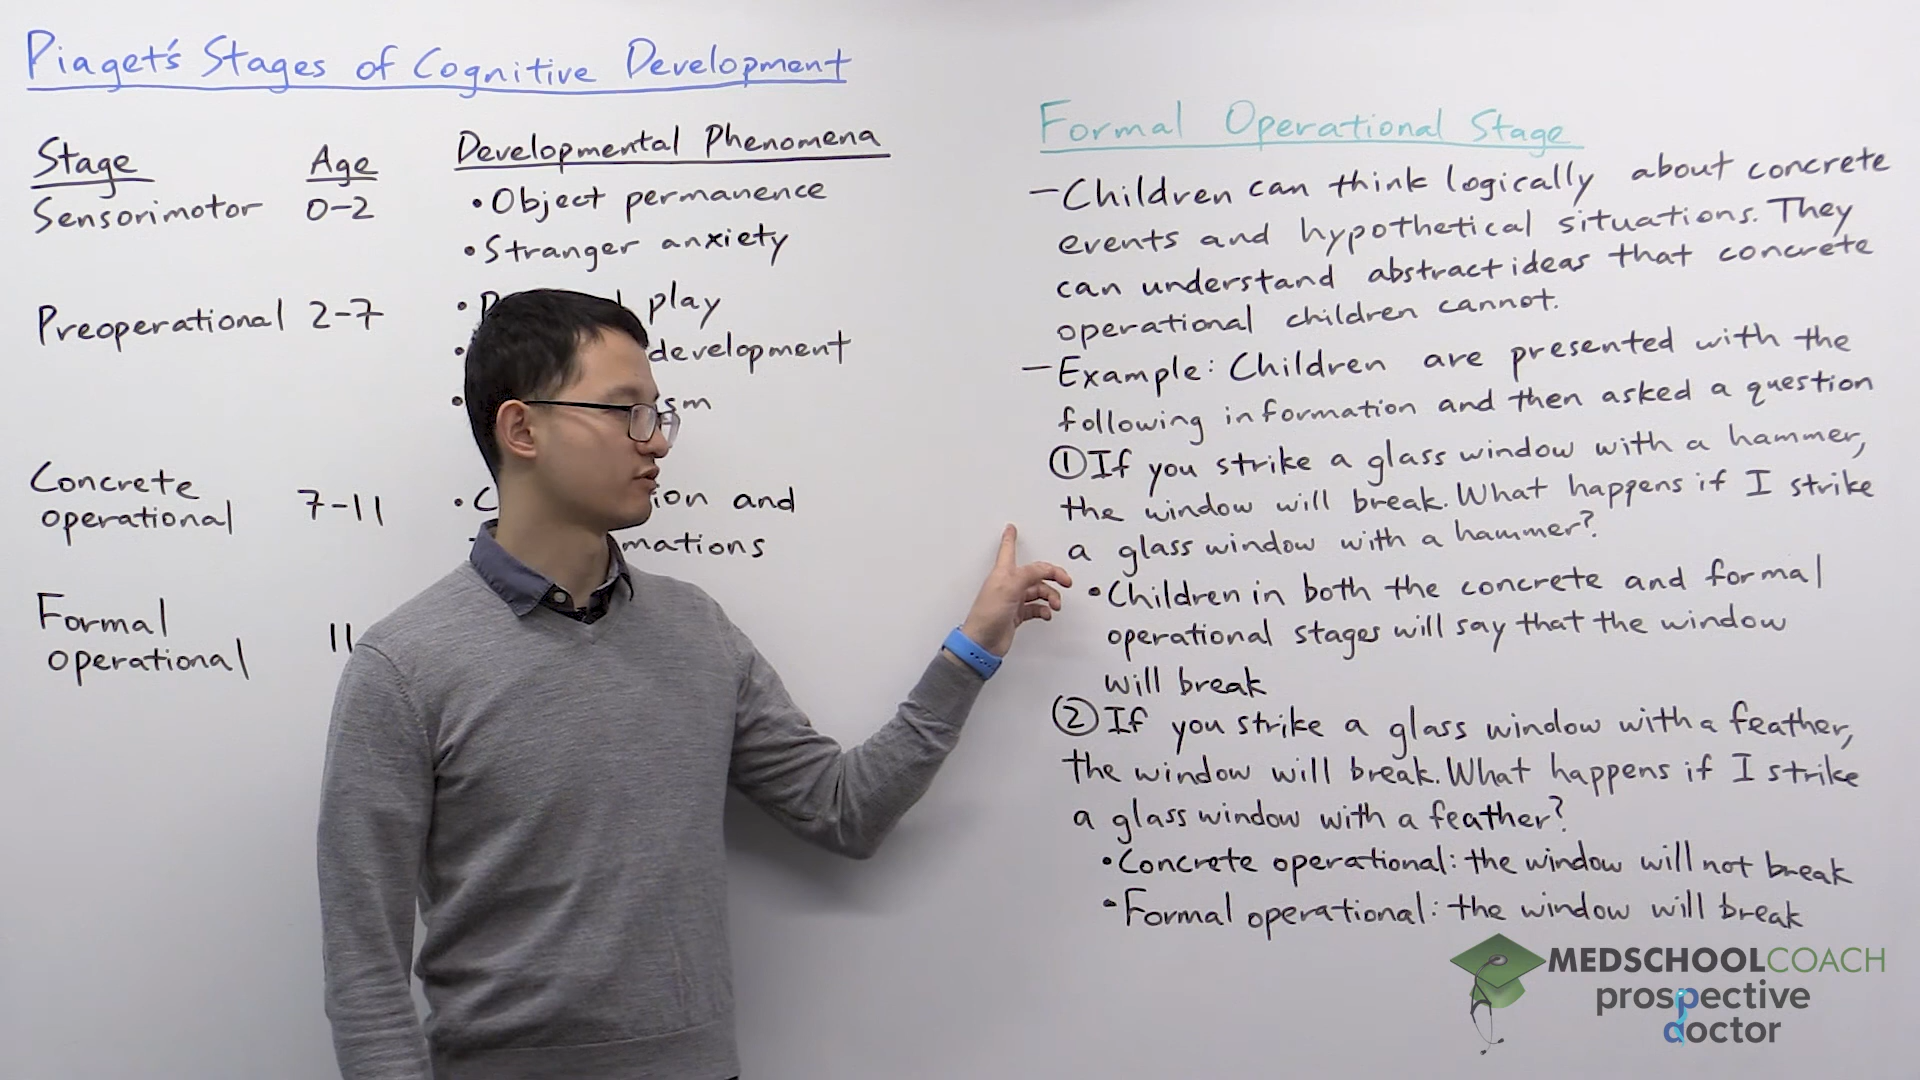 Piaget's Stages of Cognitive Development
Stage Age Developmental Phenomena
Sensorimotor 0-2 • Object permanence
• Stranger anxiety
Preoperational 2-7 • play
• development
•
Concrete
operational 7-11 • and
Formal
operational 11
Formal Operational Stage
- Children can think logically about concrete
events and hypothetical situations. They
can understand abstract ideas that concrete
operational children cannot.
- Example: Children are presented with the
following information and then asked a question
① If you strike a glass window with a hammer,
the window will break. What happens if I strike
a glass window with a hammer?
• Children in both the concrete and formal
operational stages will say that the window
will break
② If you strike a glass window with a feather,
the window will break. What happens if I strike
a glass window with a feather?
• Concrete operational: the window will not break
• Formal operational: the window will break
MEDSCHOOLCOACH
prospective
doctor